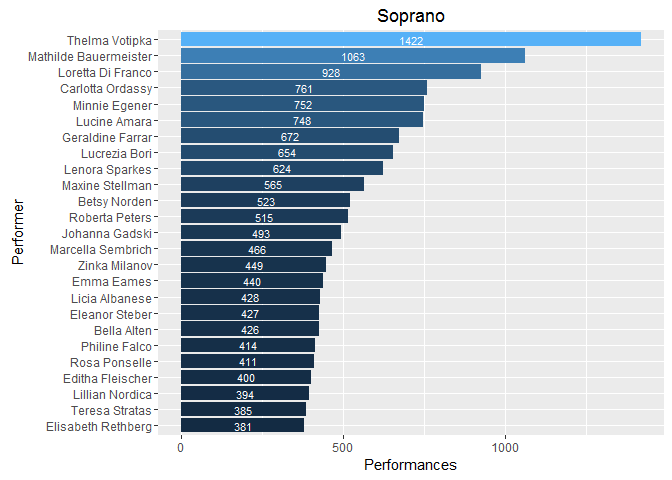 Soprano
Performer
Thelma Votipka 1422
Mathilde Bauermeister 1063
Loretta Di Franco 928
Carlotta Ordassy 761
Minnie Egener 752
Lucine Amara 748
Geraldine Farrar 672
Lucrezia Bori 654
Lenora Sparkes 624
Maxine Stellman 565
Betsy Norden 523
Roberta Peters 515
Johanna Gadski 493
Marcella Sembrich 466
Zinka Milanov 449
Emma Eames 440
Licia Albanese 428
Eleanor Steber 427
Bella Alten 426
Philine Falco 414
Rosa Ponselle 411
Editha Fleischer 400
Lillian Nordica 394
Teresa Stratas 385
Elisabeth Rethberg 381
0 500 1000
Performances